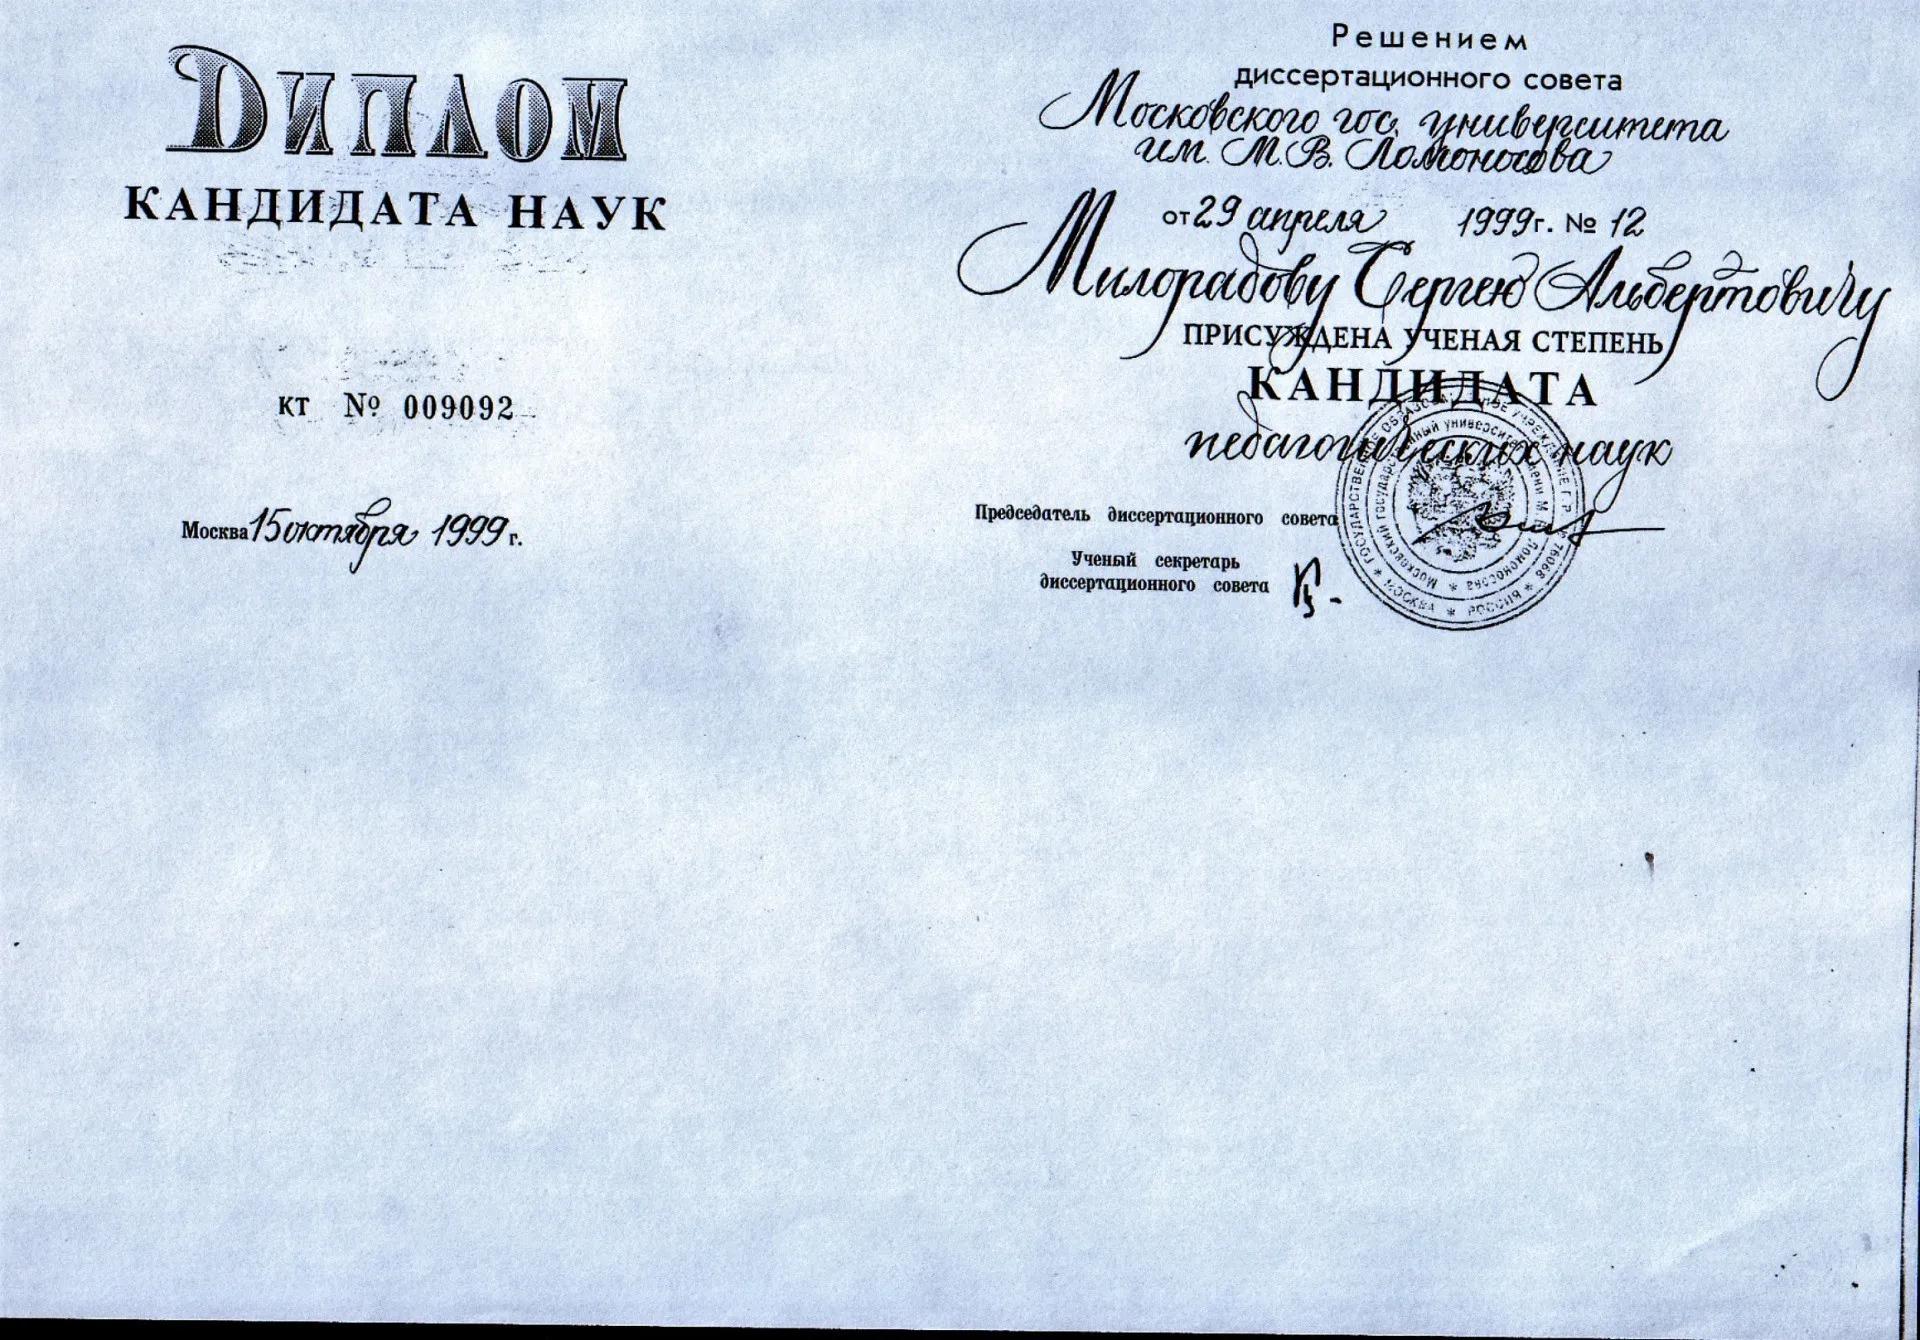 Диплом
КАНДИДАТА НАУК
КТ № 009092
Москва 15 октября 1999 г.
Решением
диссертационного совета
Московского гос. университета
им. М.В. Ломоносова
от 29 апреля 1999 г. № 12
Милорадову Сергею Альбертовичу
ПРИСУЖДЕНА УЧЕНАЯ СТЕПЕНЬ
КАНДИДАТА
педагогических наук
Председатель диссертационного совета
Ученый секретарь
диссертационного совета